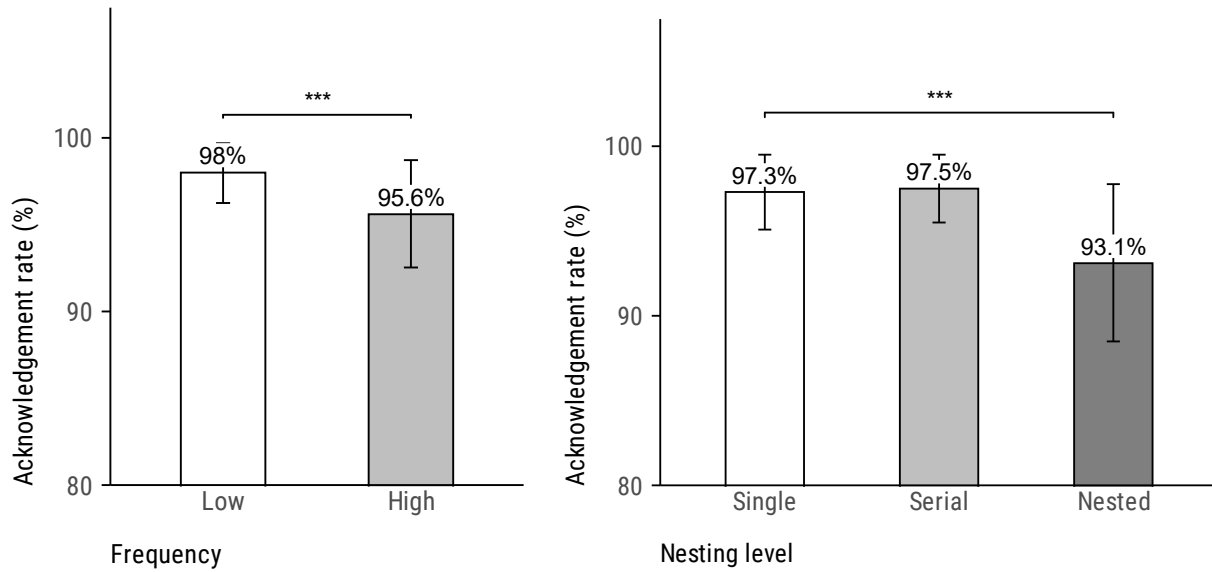 Acknowledgement rate (%)
100
90
80
***
98%
95.6%
Low
High
Frequency
Acknowledgement rate (%)
100
90
80
***
97.3%
97.5%
93.1%
Single
Serial
Nested
Nesting level